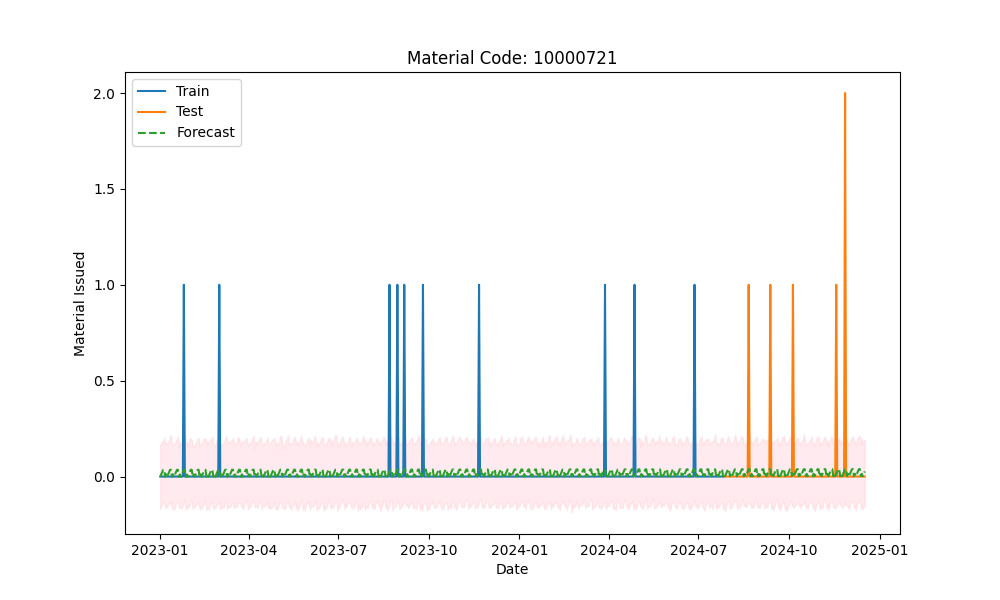 Material Code: 10000721
Train
Test
Forecast
2.0
1.5
1.0
0.5
0.0
Material Issued
2023-01 2023-04 2023-07 2023-10 2024-01 2024-04 2024-07 2024-10 2025-01
Date